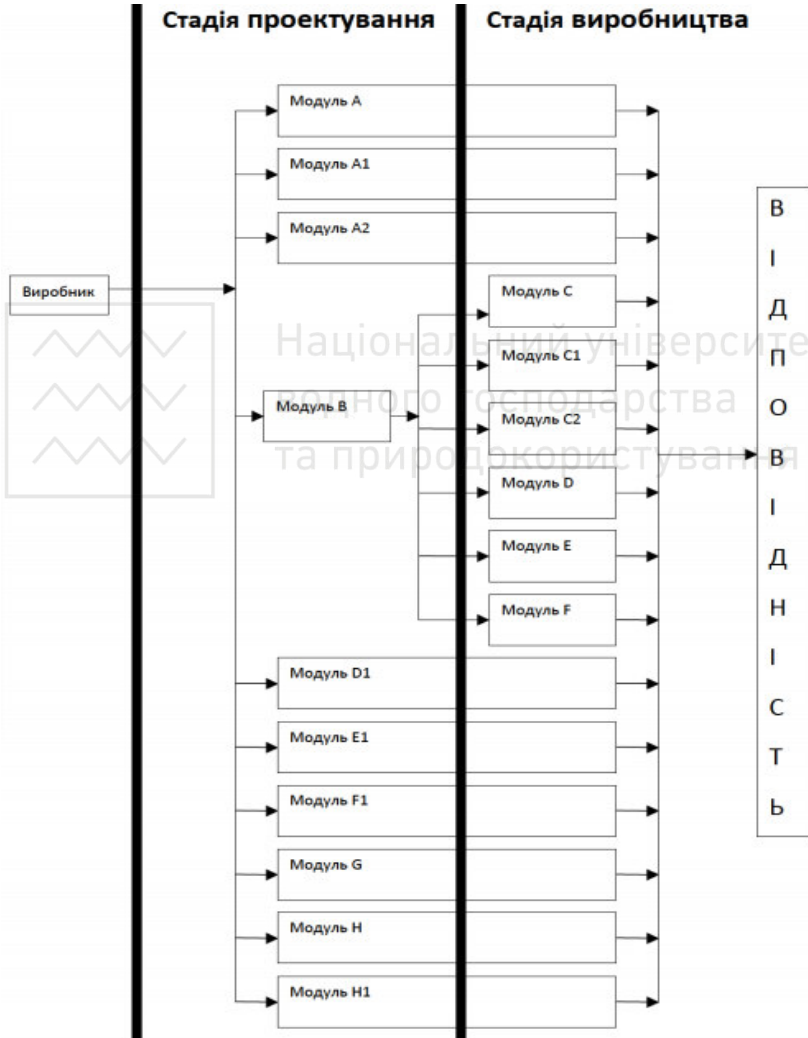 Стадія проектування
Стадія виробництва
Модуль А
Модуль А1
Модуль А2
Виробник
Модуль С
Модуль С1
Модуль В
Модуль С2
Модуль D
Модуль Е
Модуль F
Модуль D1
Модуль Е1
Модуль F1
Модуль G
Модуль Н
Модуль Н1
В
І
Д
П
О
В
І
Д
Н
І
С
Т
Ь
Національний університе
водного господарства
та природокористування